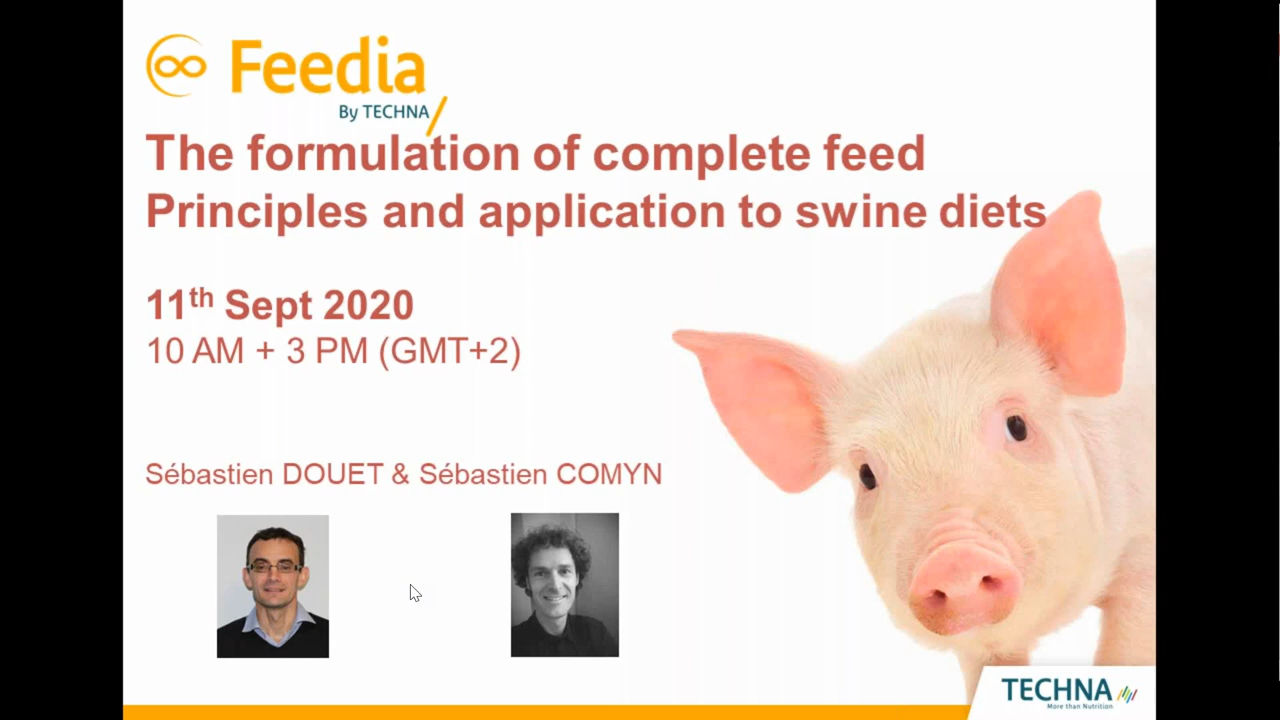 Feedia
By TECHNA
The formulation of complete feed
Principles and application to swine diets
11th Sept 2020
10 AM + 3 PM (GMT+2)
Sébastien DOUET & Sébastien COMYN
TECHNA
More than Nutrition